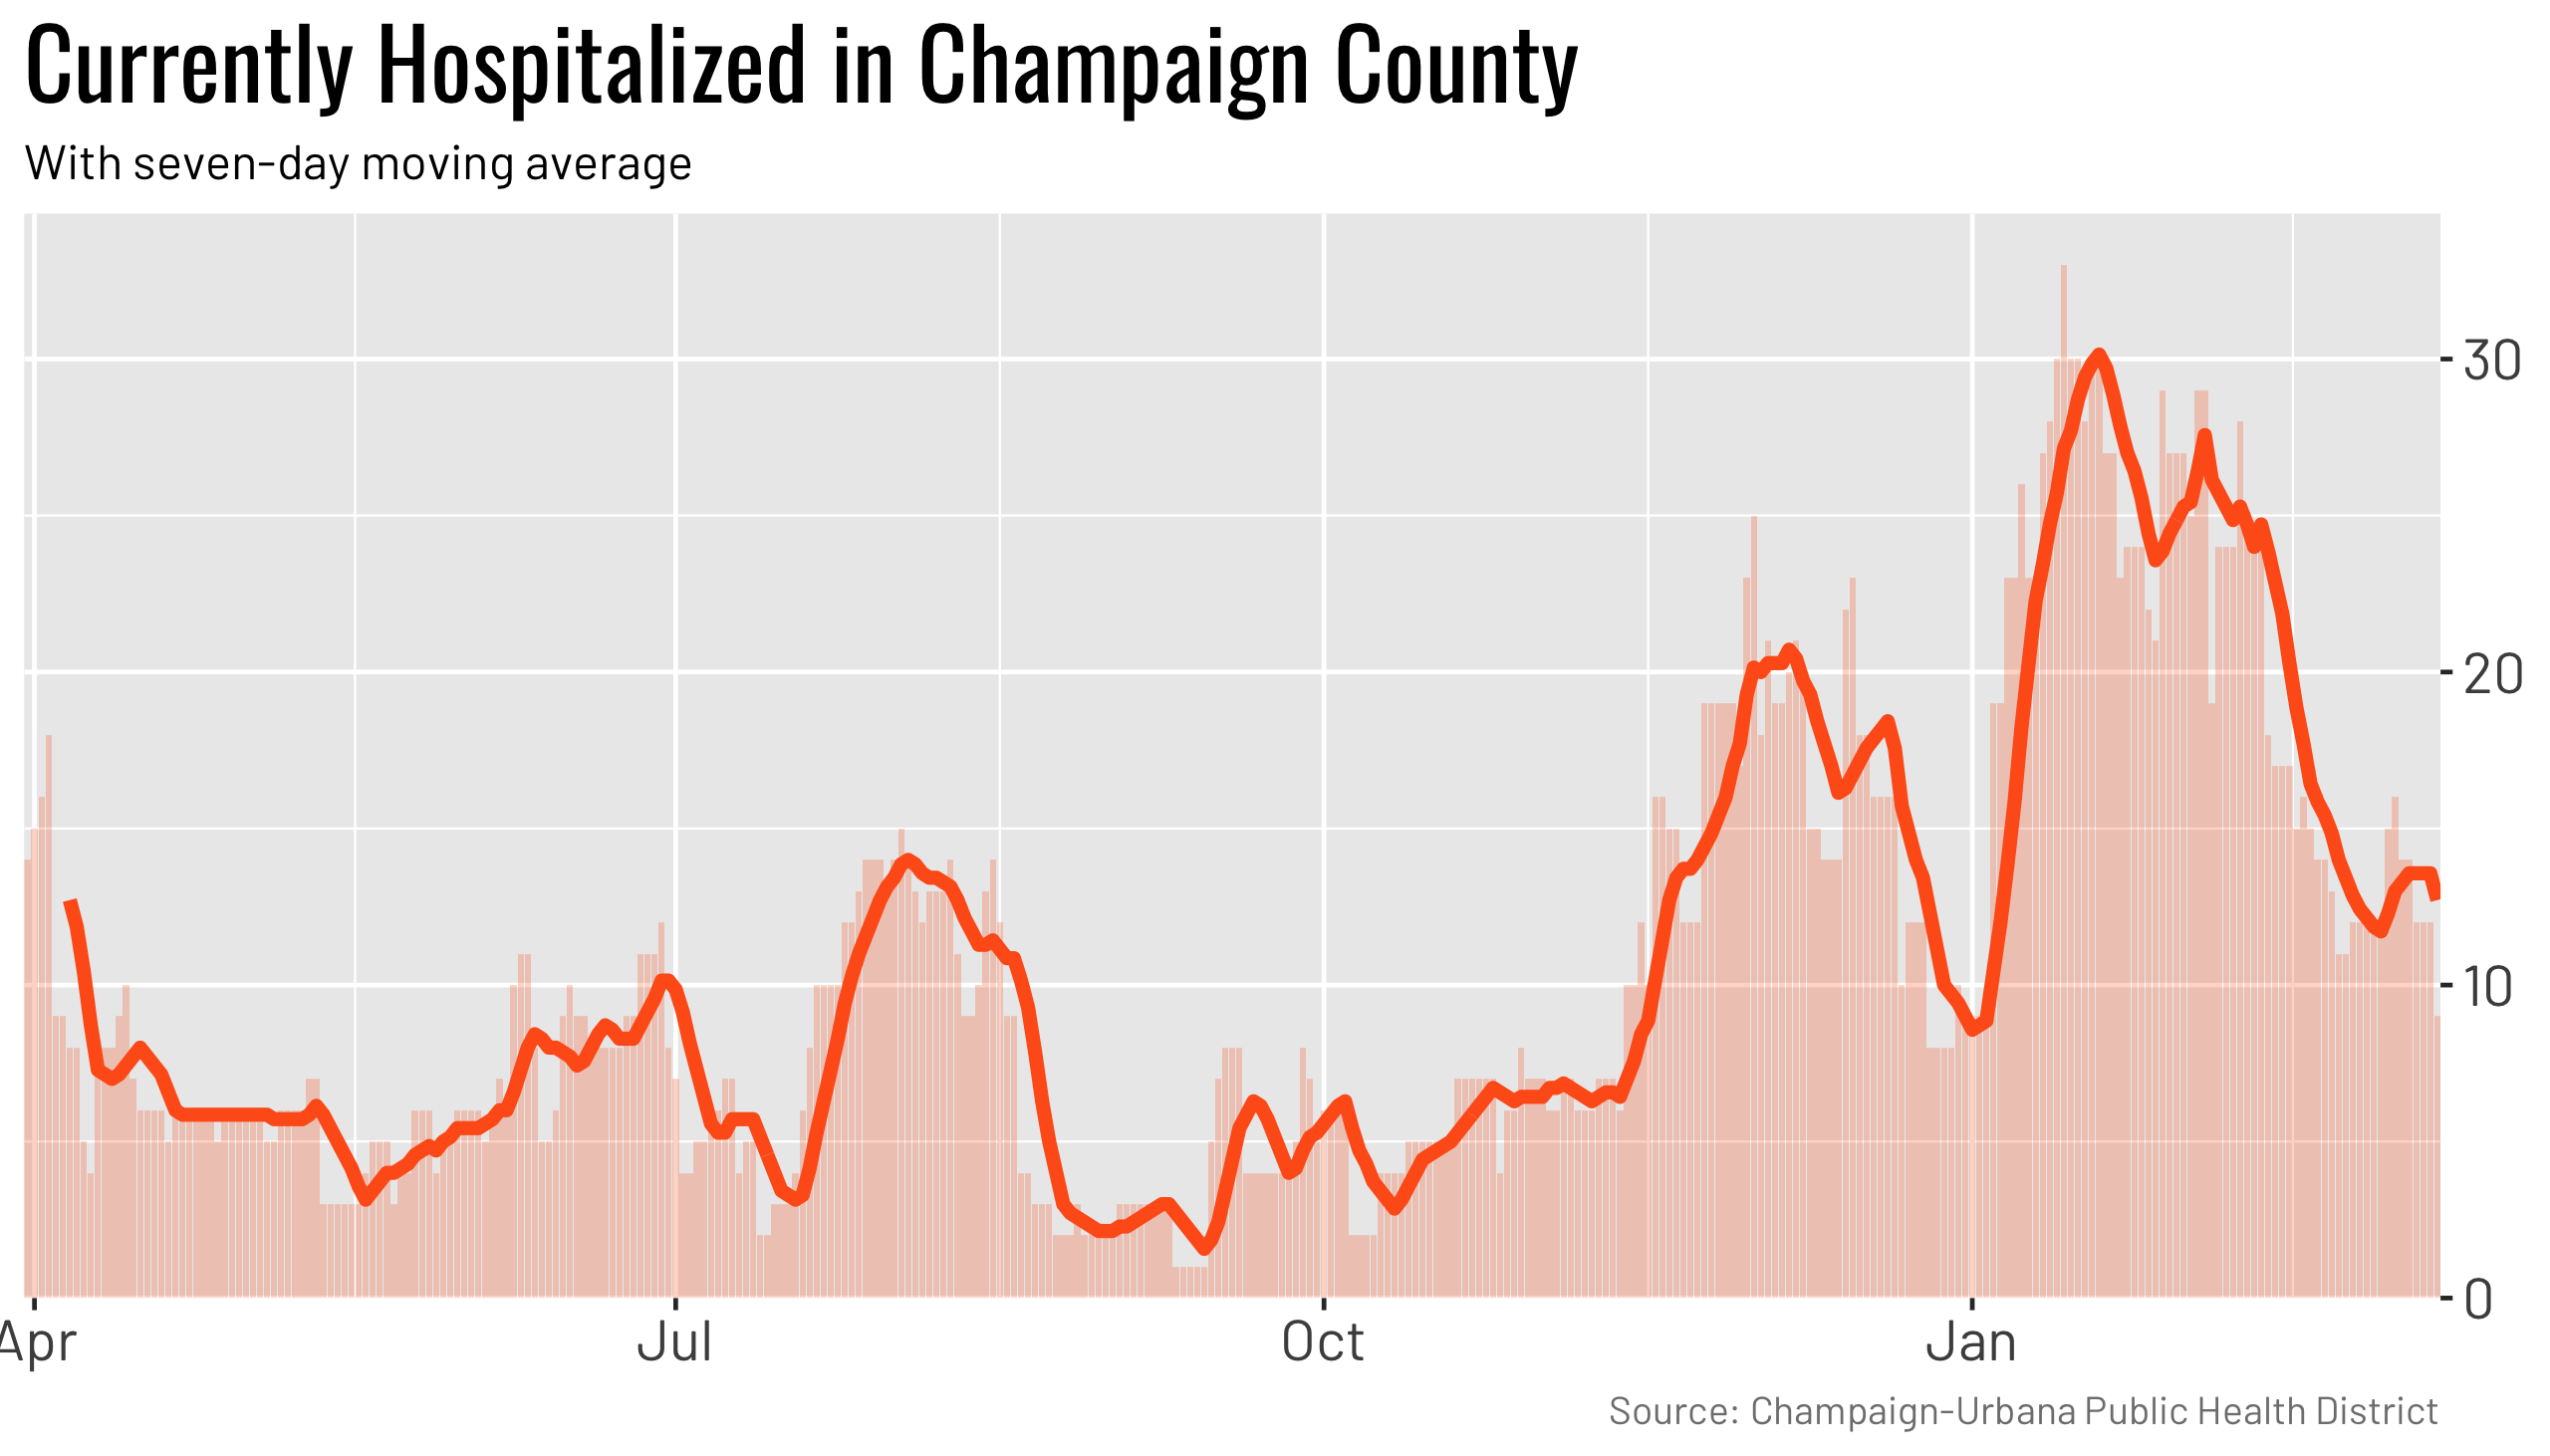 Currently Hospitalized in Champaign County
With seven-day moving average
30
20
10
0
Apr Jul Oct Jan
Source: Champaign-Urbana Public Health District